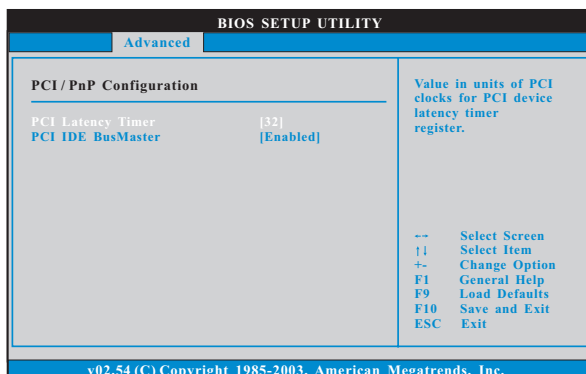 BIOS SETUP UTILITY
Advanced
PCI / PnP Configuration
PCI Latency Timer [32]
PCI IDE BusMaster [Enabled]
Value in units of PCI
clocks for PCI device
latency timer
register.
←→ Select Screen
↑↓ Select Item
+- Change Option
F1 General Help
F9 Load Defaults
F10 Save and Exit
ESC Exit
v02.54 (C) Copyright 1985-2003, American Megatrends, Inc.